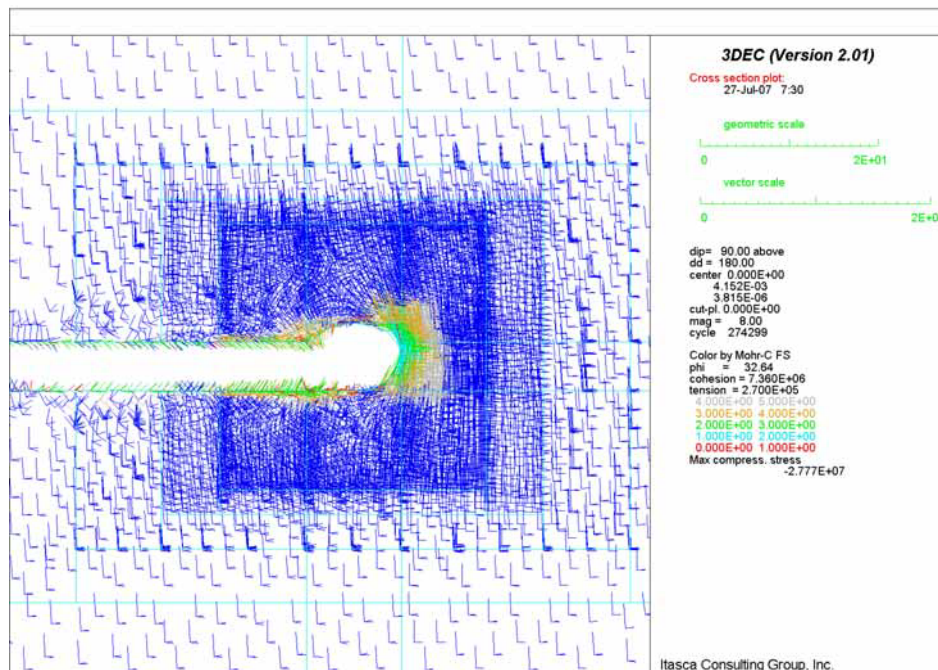 3DEC (Version 2.01)
Cross section plot:
27-Jul-07 7:30
geometric scale
0 2E+01
vector scale
0 2E+0
dip= 90.00 above
dd = 180.00
center 0.000E+00
4.152E-03
3.815E-06
cut-pl. 0.000E+00
mag = 8.00
cycle 274299
Color by Mohr-C FS
phi = 32.64
cohesion = 7.360E+06
tension = 2.700E+05
4.000E+00 5.000E+00
3.000E+00 4.000E+00
2.000E+00 3.000E+00
1.000E+00 2.000E+00
0.000E+00 1.000E+00
Max compress. stress
-2.777E+07
Itasca Consulting Group, Inc.